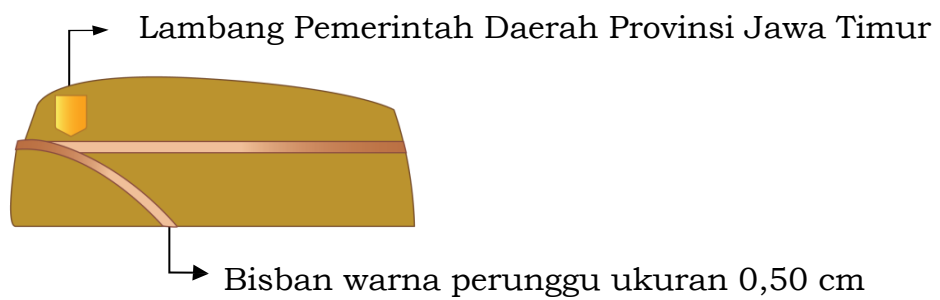 Lambang Pemerintah Daerah Provinsi Jawa Timur
Bisban warna perunggu ukuran 0,50 cm